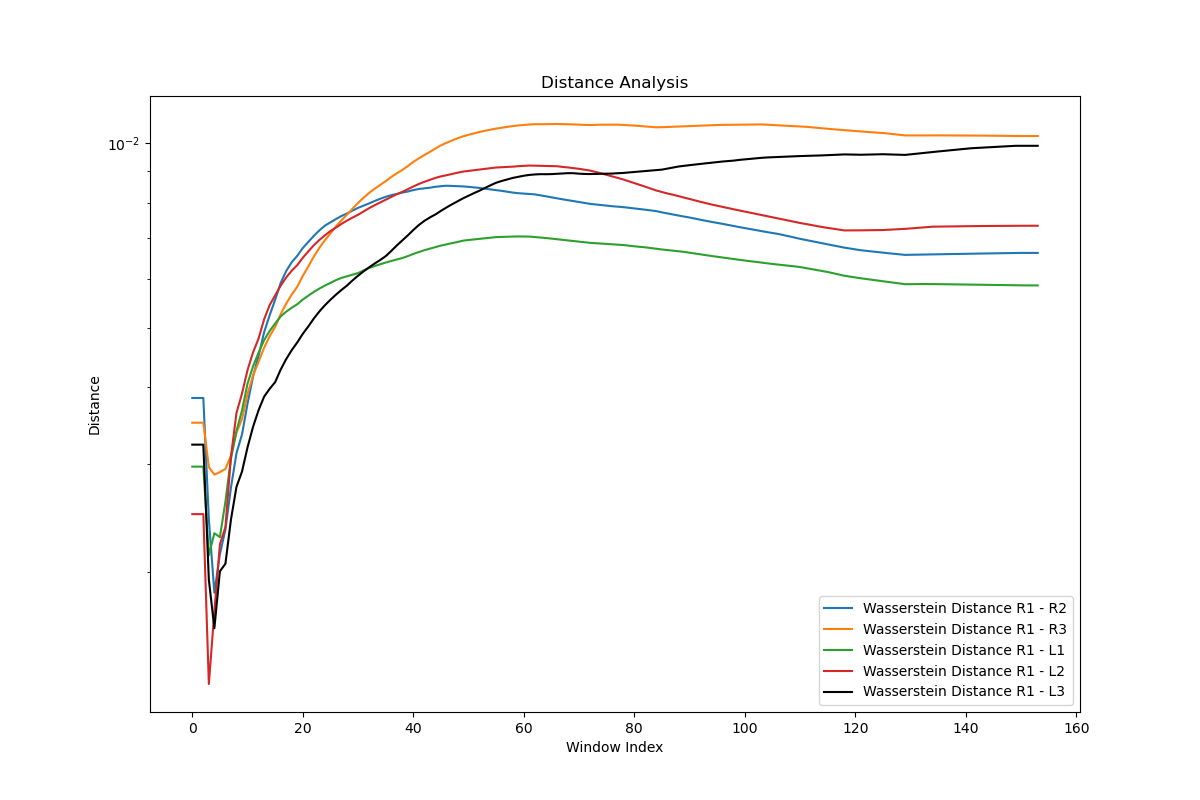 Distance Analysis
10⁻²
Distance
0 20 40 60 80 100 120 140 160
Window Index
Wasserstein Distance R1 - R2
Wasserstein Distance R1 - R3
Wasserstein Distance R1 - L1
Wasserstein Distance R1 - L2
Wasserstein Distance R1 - L3